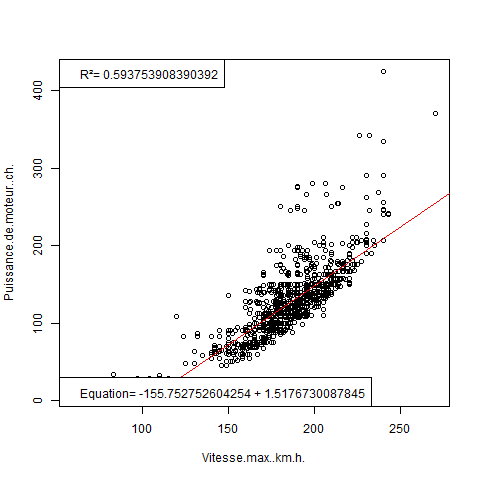 R²= 0.593753908390392
Puissance.de.moteur..ch.
400
300
200
100
0
Equation= -155.752752604254 + 1.5176730087845
100 150 200 250
Vitesse.max..km.h.